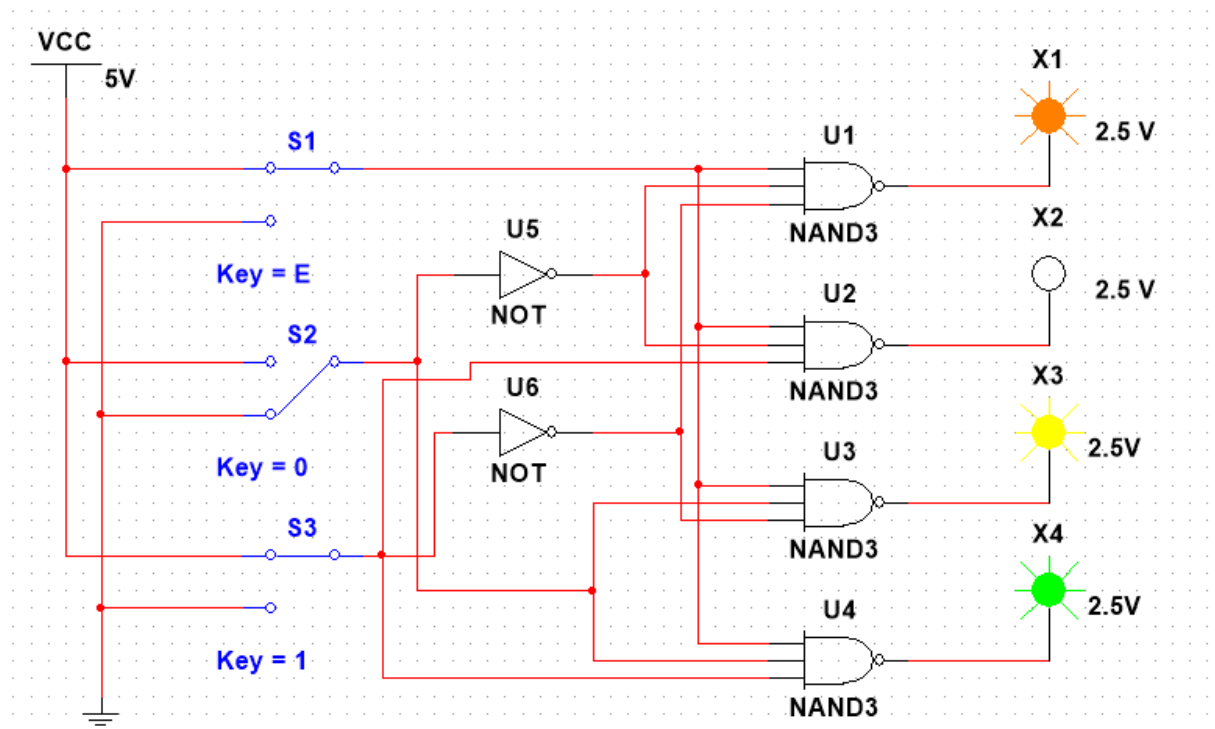 VCC
5V
S1
Key = E
S2
Key = 0
S3
Key = 1
U5
NOT
U6
NOT
U1
NAND3
U2
NAND3
U3
NAND3
U4
NAND3
X1
2.5 V
X2
2.5 V
X3
2.5V
X4
2.5V